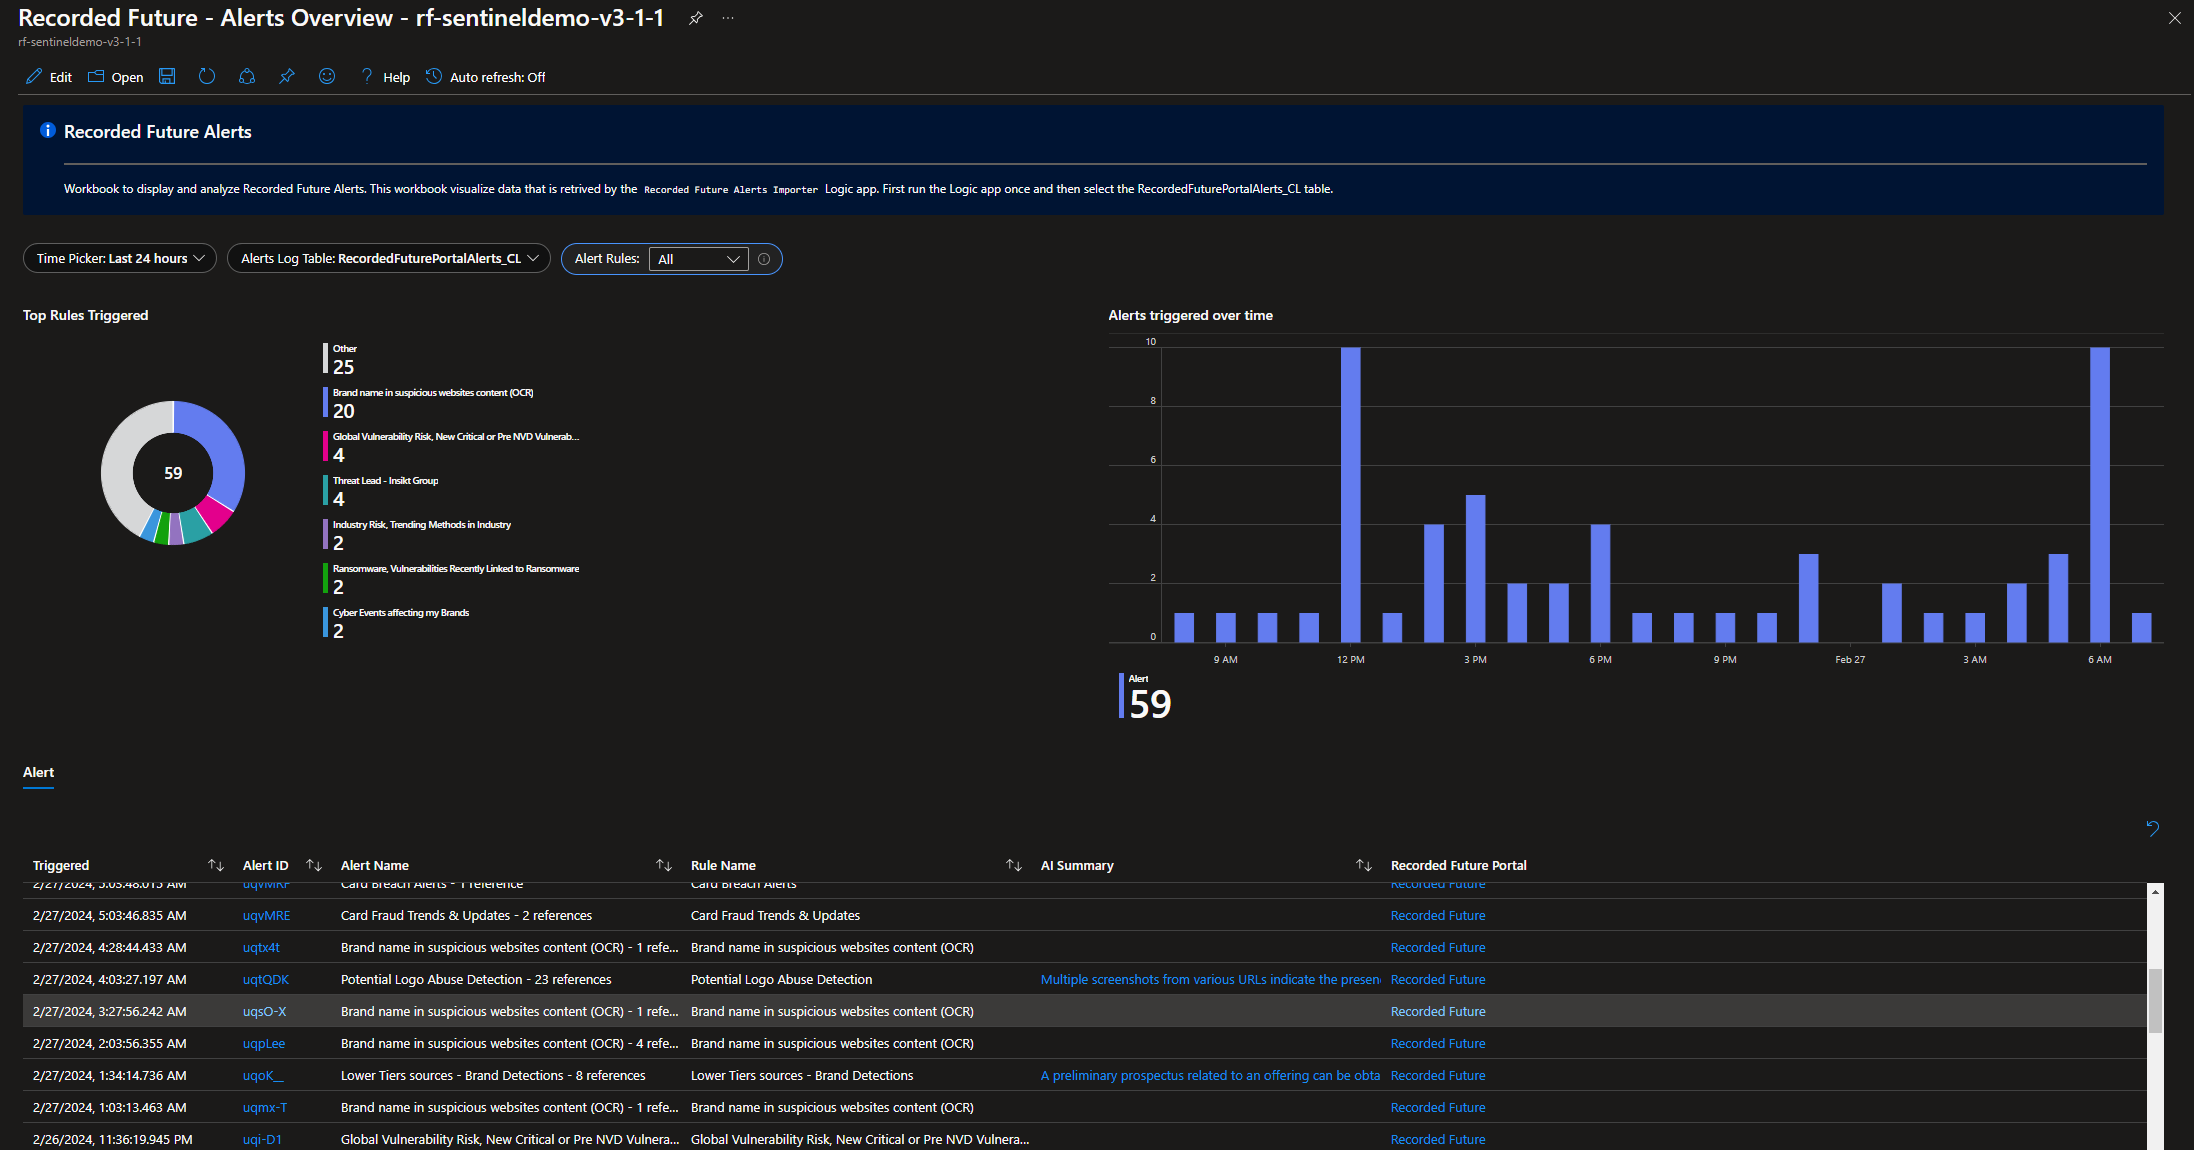 Recorded Future - Alerts Overview - rf-sentineldemo-v3-1-1
rf-sentineldemo-v3-1-1
Edit Open Help Auto refresh: Off
Recorded Future Alerts
Workbook to display and analyze Recorded Future Alerts. This workbook visualize data that is retrived by the Recorded Future Alerts Importer Logic app. First run the Logic app once and then select the RecordedFuturePortalAlerts_CL table.
Time Picker: Last 24 hours Alerts Log Table: RecordedFuturePortalAlerts_CL Alert Rules: All
Top Rules Triggered
59
Other
25
Brand name in suspicious websites content (OCR)
20
Global Vulnerability Risk, New Critical or Pre NVD Vulnerab...
4
Threat Lead - Insikt Group
4
Industry Risk, Trending Methods in Industry
2
Ransomware, Vulnerabilities Recently Linked to Ransomware
2
Cyber Events affecting my Brands
2
Alerts triggered over time
10
8
6
4
2
0
9 AM 12 PM 3 PM 6 PM 9 PM Feb 27 3 AM 6 AM
Alert
59
Alert
Triggered Alert ID Alert Name Rule Name AI Summary Recorded Future Portal
2/27/2024, 5:03:48.015 AM uqvMRF Card Breach Alerts - 1 reference Card Breach Alerts Recorded Future
2/27/2024, 5:03:46.835 AM uqvMRE Card Fraud Trends & Updates - 2 references Card Fraud Trends & Updates Recorded Future
2/27/2024, 4:28:44.433 AM uqtx4t Brand name in suspicious websites content (OCR) - 1 refe... Brand name in suspicious websites content (OCR) Recorded Future
2/27/2024, 4:03:27.197 AM uqtQDK Potential Logo Abuse Detection - 23 references Potential Logo Abuse Detection Multiple screenshots from various URLs indicate the presen Recorded Future
2/27/2024, 3:27:56.242 AM uqsO-X Brand name in suspicious websites content (OCR) - 1 refe... Brand name in suspicious websites content (OCR) Recorded Future
2/27/2024, 2:03:56.355 AM uqpLee Brand name in suspicious websites content (OCR) - 4 refe... Brand name in suspicious websites content (OCR) Recorded Future
2/27/2024, 1:34:14.736 AM uqoK__ Lower Tiers sources - Brand Detections - 8 references Lower Tiers sources - Brand Detections A preliminary prospectus related to an offering can be obta Recorded Future
2/27/2024, 1:03:13.463 AM uqmx-T Brand name in suspicious websites content (OCR) - 1 refe... Brand name in suspicious websites content (OCR) Recorded Future
2/26/2024, 11:36:19.945 PM uqi-D1 Global Vulnerability Risk, New Critical or Pre NVD Vulnera... Global Vulnerability Risk, New Critical or Pre NVD Vulnera... Recorded Future